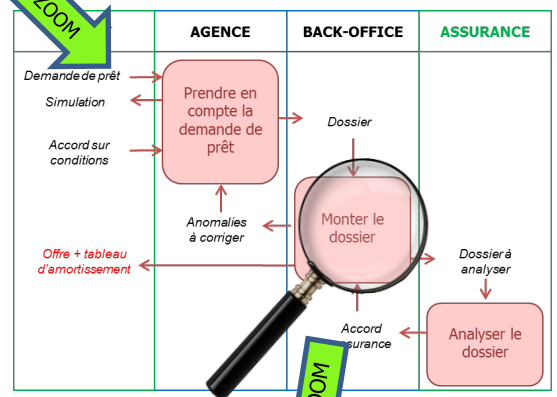 ZOOM
AGENCE
BACK-OFFICE
ASSURANCE
Demande de prêt
Simulation
Accord sur
conditions
Prendre en
compte la
demande de
prêt
Dossier
Anomalies
à corriger
Monter le
dossier
Offre + tableau
d'amortissement
Dossier à
analyser
Accord
Analyser le
dossier